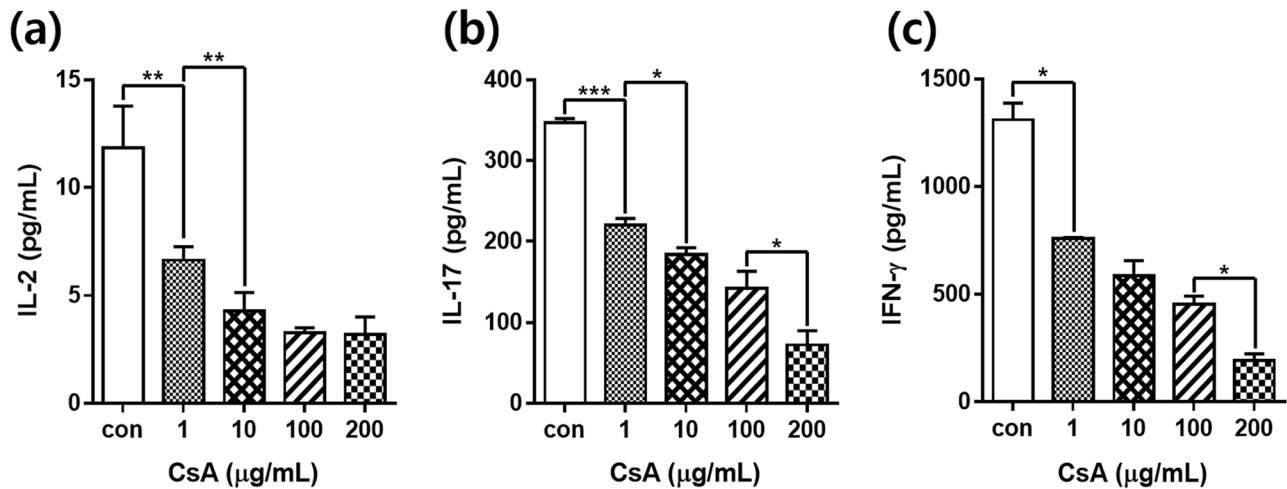 (a)
**
**
15
10
5
0
IL-2 (pg/mL)
con 1 10 100 200
CsA (μg/mL)
(b)
***
*
*
400
300
200
100
0
IL-17 (pg/mL)
con 1 10 100 200
CsA (μg/mL)
(c)
*
*
1500
1000
500
0
IFN-γ (pg/mL)
con 1 10 100 200
CsA (μg/mL)